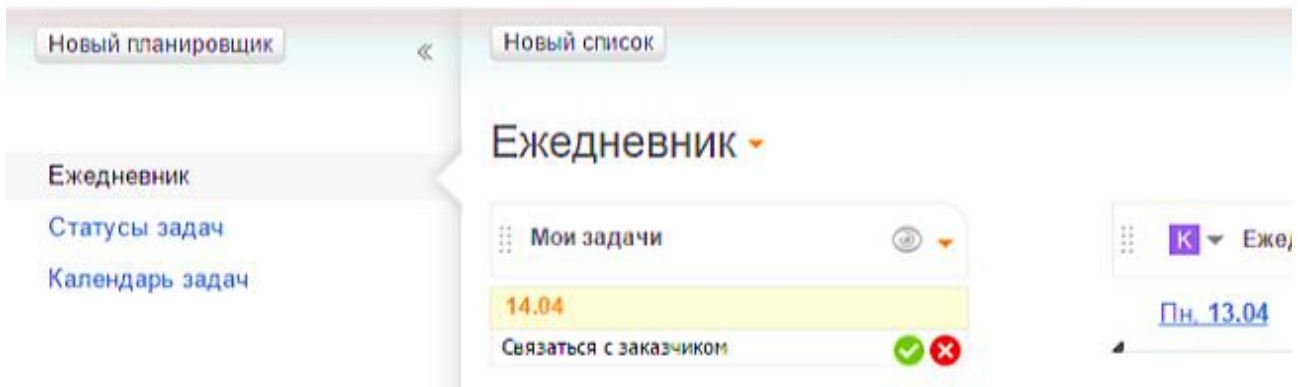 Новый планировщик
«
Новый список
Ежедневник
Ежедневник
Статусы задач
Календарь задач
Мои задачи
К
14.04
Связаться с заказчиком
Пн, 13.04